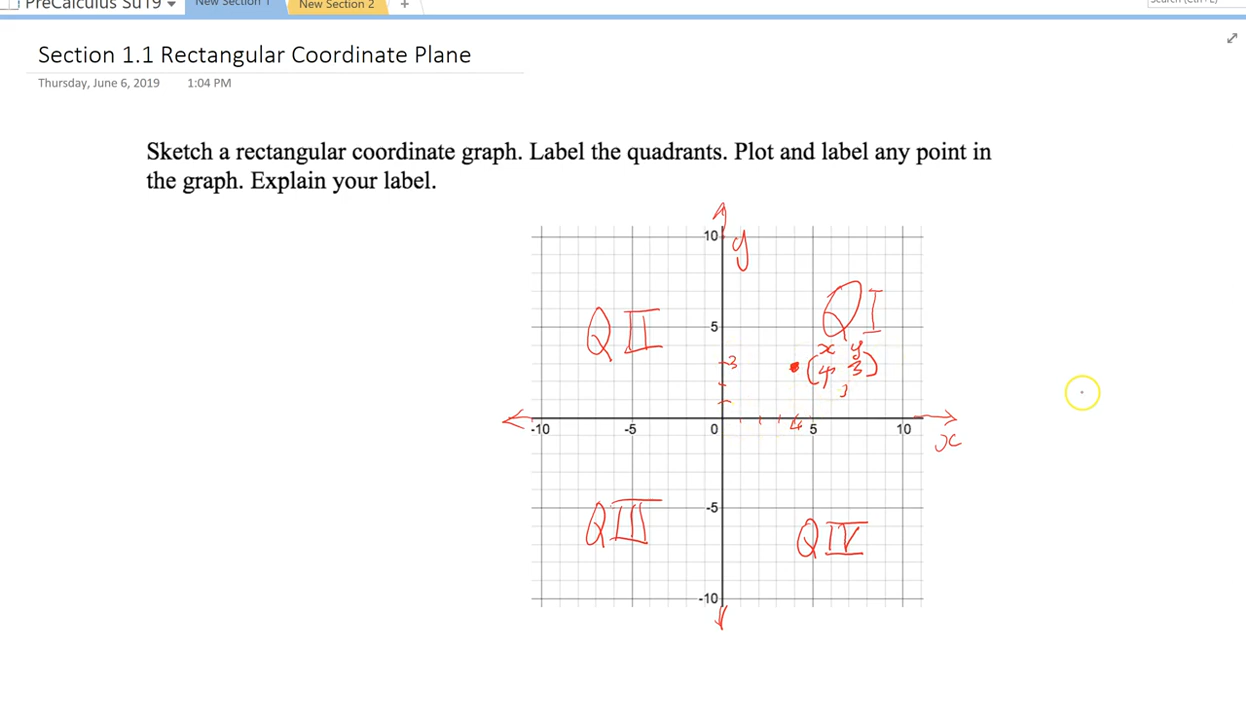 PreCalculus Su19
New Section 1
New Section 2
+
Search (Ctrl+E)
Section 1.1 Rectangular Coordinate Plane
Thursday, June 6, 2019 1:04 PM
Sketch a rectangular coordinate graph. Label the quadrants. Plot and label any point in
the graph. Explain your label.
10 y
QII
5
QI
x y
3
(4, 3)
-10 -5 0 4 5 10
x
-5
QIII
QIV
-10